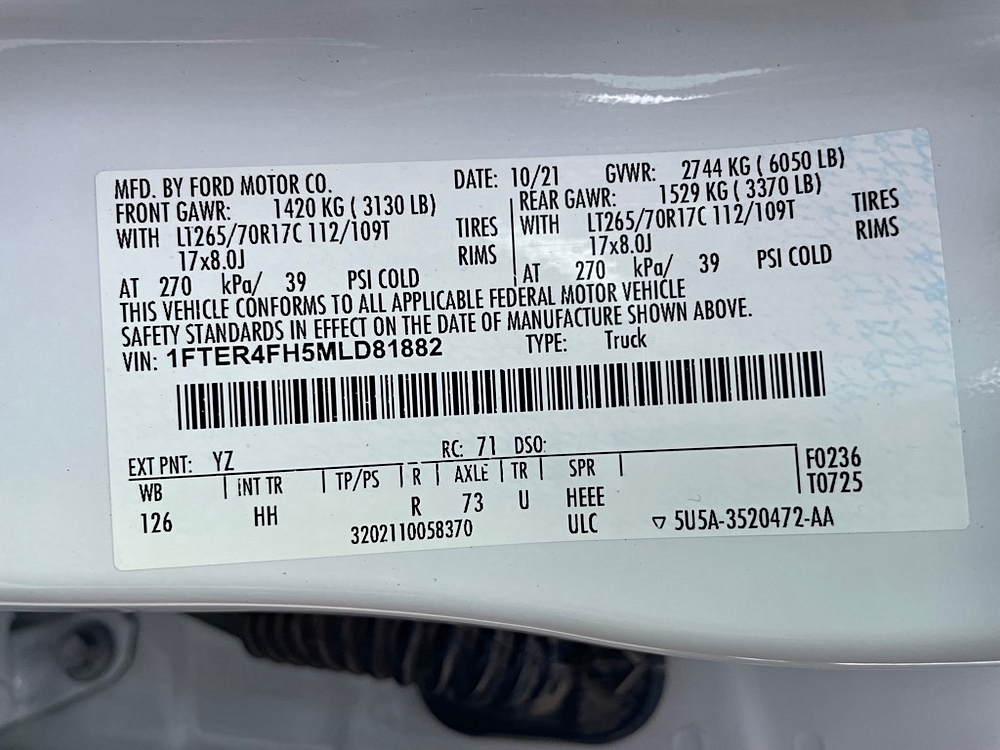 MFD. BY FORD MOTOR CO. DATE: 10/21 GVWR: 2744 KG ( 6050 LB)
FRONT GAWR: 1420 KG ( 3130 LB) REAR GAWR: 1529 KG ( 3370 LB)
WITH LT265/70R17C 112/109T TIRES WITH LT265/70R17C 112/109T TIRES
17x8.0J RIMS 17x8.0J RIMS
AT 270 kPa/ 39 PSI COLD AT 270 kPa/ 39 PSI COLD
THIS VEHICLE CONFORMS TO ALL APPLICABLE FEDERAL MOTOR VEHICLE
SAFETY STANDARDS IN EFFECT ON THE DATE OF MANUFACTURE SHOWN ABOVE.
VIN: 1FTER4FH5MLD81882 TYPE: Truck
EXT PNT: YZ RC: 71 DSO:
WB INT TR TP/PS R AXLE TR SPR F0236
126 HH R 73 U HEEE T0725
3202110058370 ULC ▽ 5U5A-3520472-AA